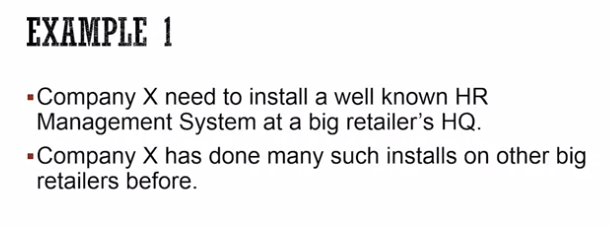 EXAMPLE 1
▪Company X need to install a well known HR
Management System at a big retailer's HQ.
▪Company X has done many such installs on other big
retailers before.